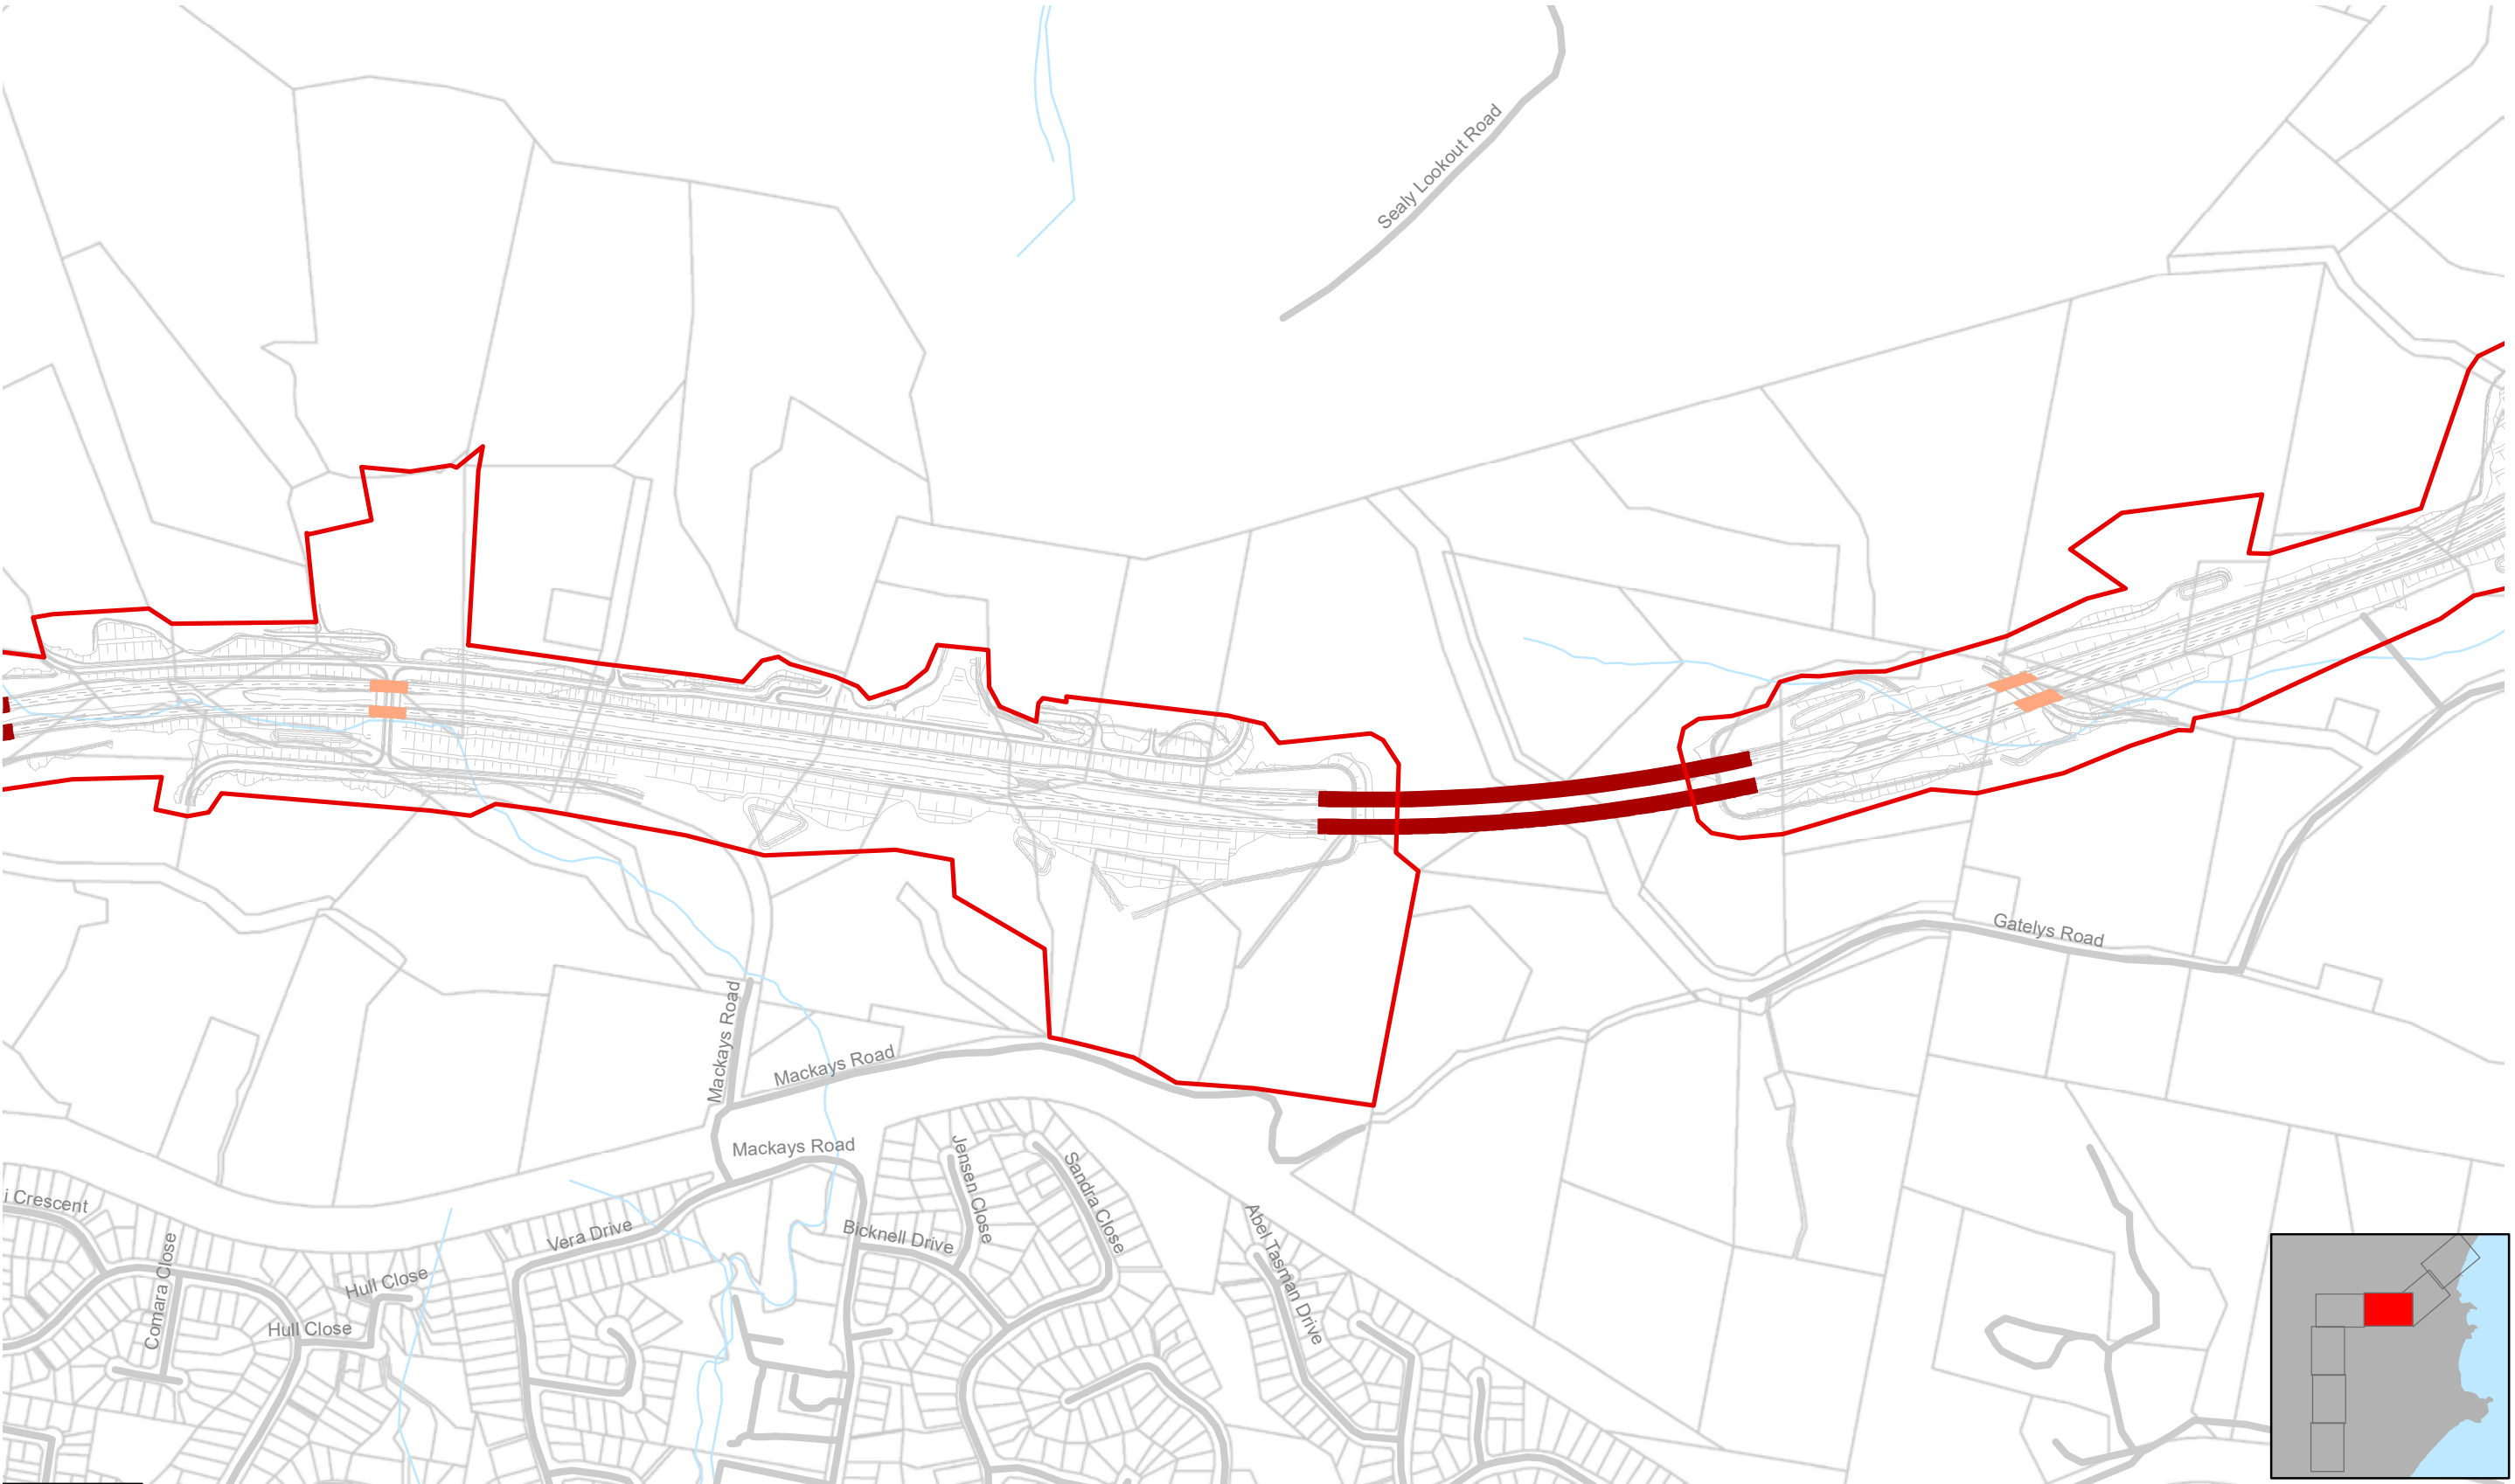 Sealy Lookout Road
Gatelys Road
Mackays Road
Mackays Road
Mackays Road
Jensen Close
Sandra Close
i Crescent
Vera Drive
Bicknell Drive
Abel Tasman Drive
Comara Close
Hull Close
Hull Close